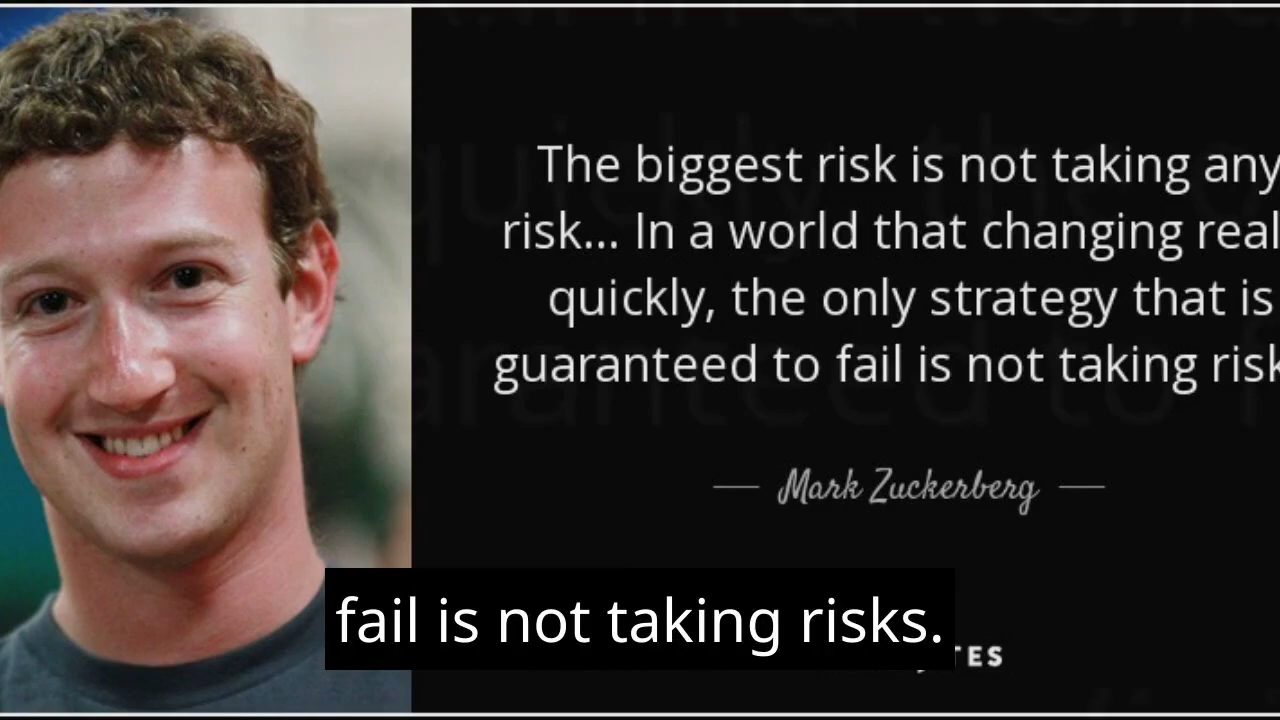 The biggest risk is not taking any
risk... In a world that changing real
quickly, the only strategy that is
guaranteed to fail is not taking risk
Mark Zuckerberg
fail is not taking risks.
TES